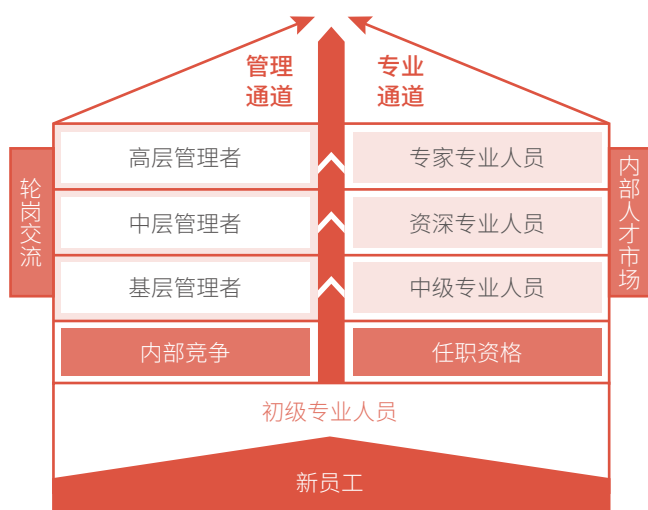 管理
通道
专业
通道
高层管理者
专家专业人员
中层管理者
资深专业人员
基层管理者
中级专业人员
轮岗交流
内部人才市场
内部竞争
任职资格
初级专业人员
新员工